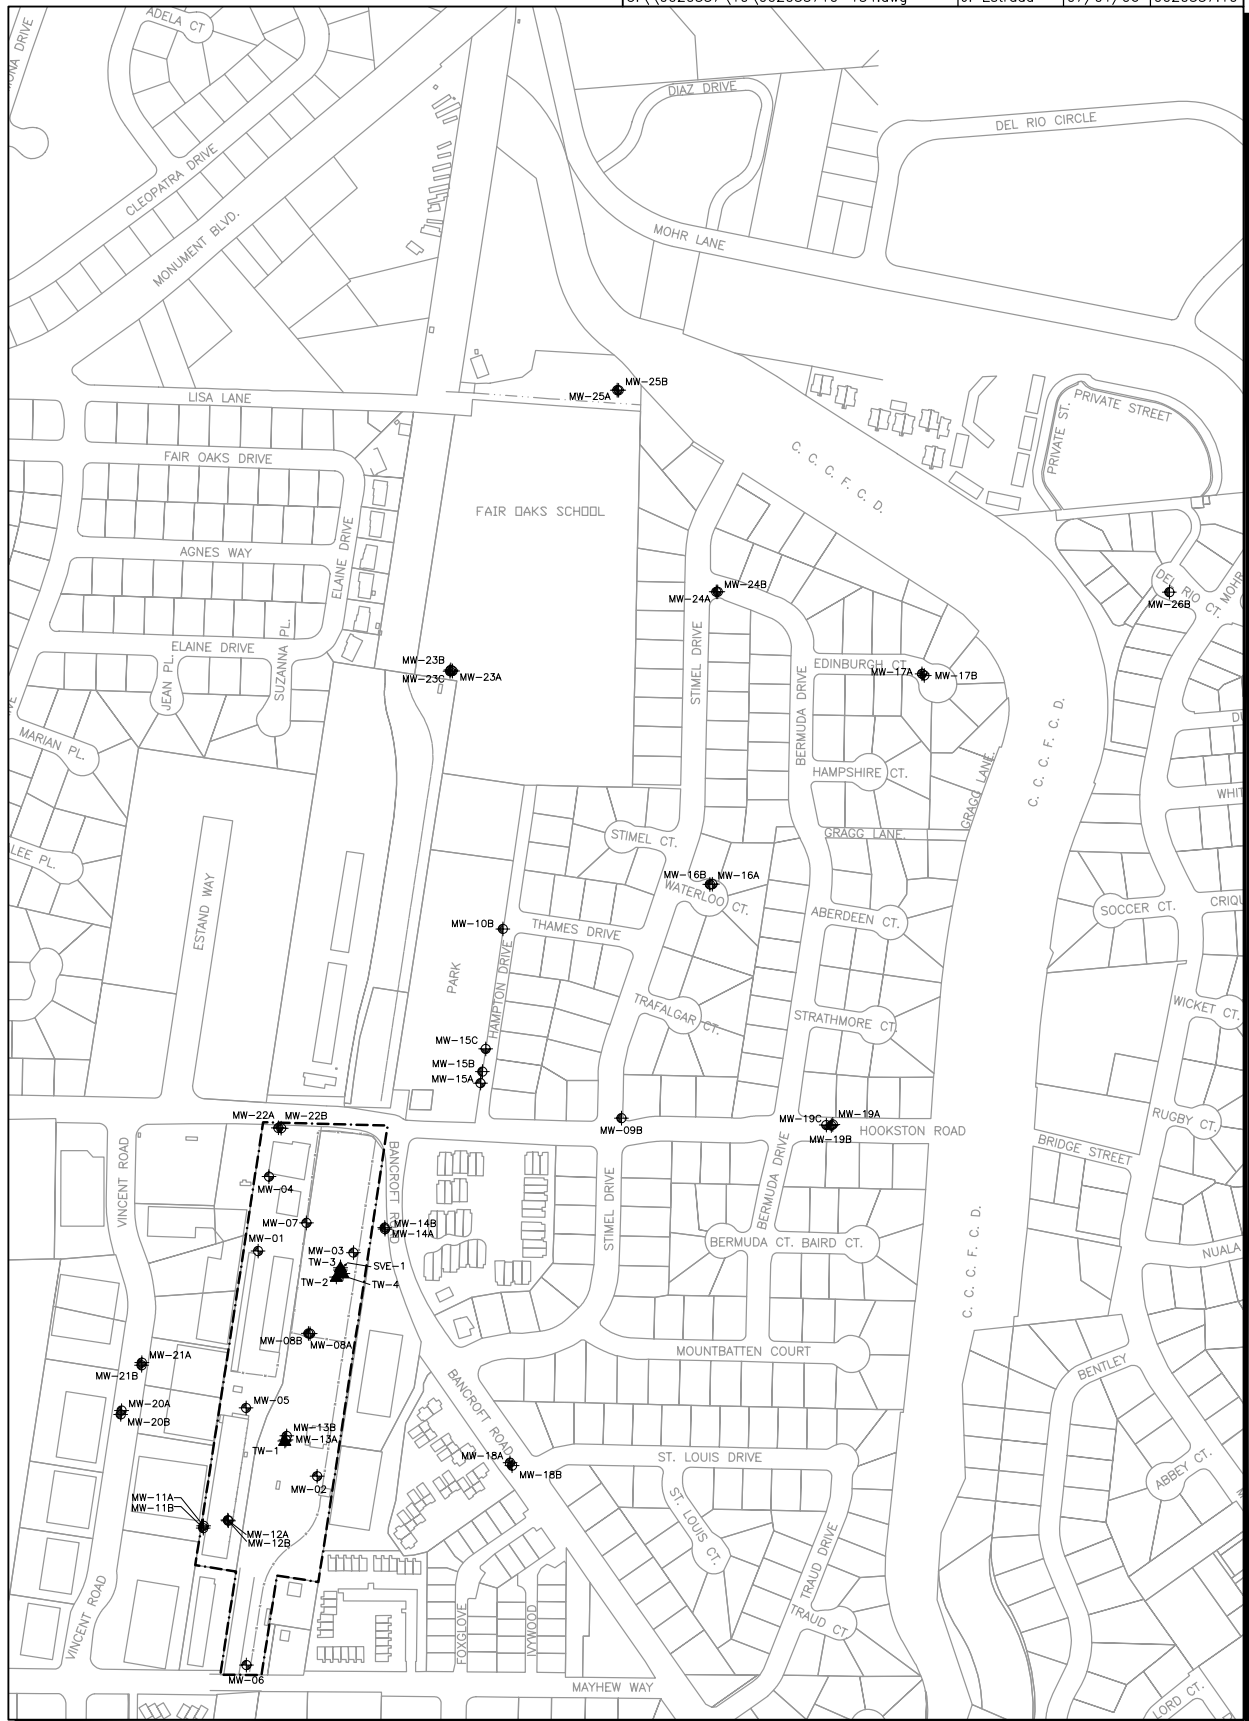 ADELA CT
CLEOPATRA DRIVE
MONUMENT BLVD.
DIAZ DRIVE
DEL RIO CIRCLE
MOHR LANE
MW-25B
MW-25A
LISA LANE
PRIVATE STREET
PRIVATE ST.
FAIR OAKS DRIVE
C. C. C. F. C. D.
FAIR OAKS SCHOOL
AGNES WAY
ELAINE DRIVE
MW-24B
MW-24A
DEL RIO CT.
MOHR
MW-26B
ELAINE DRIVE
JEAN PL.
SUZANNA PL.
STIMEL DRIVE
MW-23B
MW-23C
MW-23A
EDINBURGH CT.
MW-17A
MW-17B
BERMUDA DRIVE
MARIAN PL.
C. C. C. F. C. D.
HAMPSHIRE CT.
GRAGG LANE.
WHIT
LEE PL.
STIMEL CT.
GRAGG LANE.
MW-16B
MW-16A
WATERLOO CT.
ESTAND WAY
ABERDEEN CT.
SOCCER CT.
CRIQU
MW-10B
THAMES DRIVE
PARK
HAMPTON DRIVE
TRAFALGAR CT.
STRATHMORE CT.
WICKET CT.
MW-15C
MW-15B
MW-15A
MW-22A
MW-22B
MW-09B
MW-19C
MW-19A
MW-19B
HOOKSTON ROAD
RUGBY CT.
BRIDGE STREET
VINCENT ROAD
BANCROFT ROAD
MW-04
MW-07
MW-01
MW-14B
MW-14A
MW-03
TW-3
SVE-1
TW-2
TW-4
STIMEL DRIVE
BERMUDA DRIVE
BERMUDA CT.
BAIRD CT.
C. C. C. F. C. D.
NUALA
MW-08B
MW-08A
MW-21A
MW-21B
MOUNTBATTEN COURT
BENTLEY
MW-20A
MW-20B
MW-05
BANCROFT ROAD
MW-13B
MW-13A
TW-1
MW-18A
MW-18B
ST. LOUIS DRIVE
ABBEY CT.
MW-02
MW-11A
MW-11B
MW-12A
MW-12B
ST. LOUIS CT.
TRAUD DRIVE
VINCENT ROAD
FOXGLOVE
IVYWOOD
TRAUD CT
MW-06
MAYHEW WAY
LORD CT.